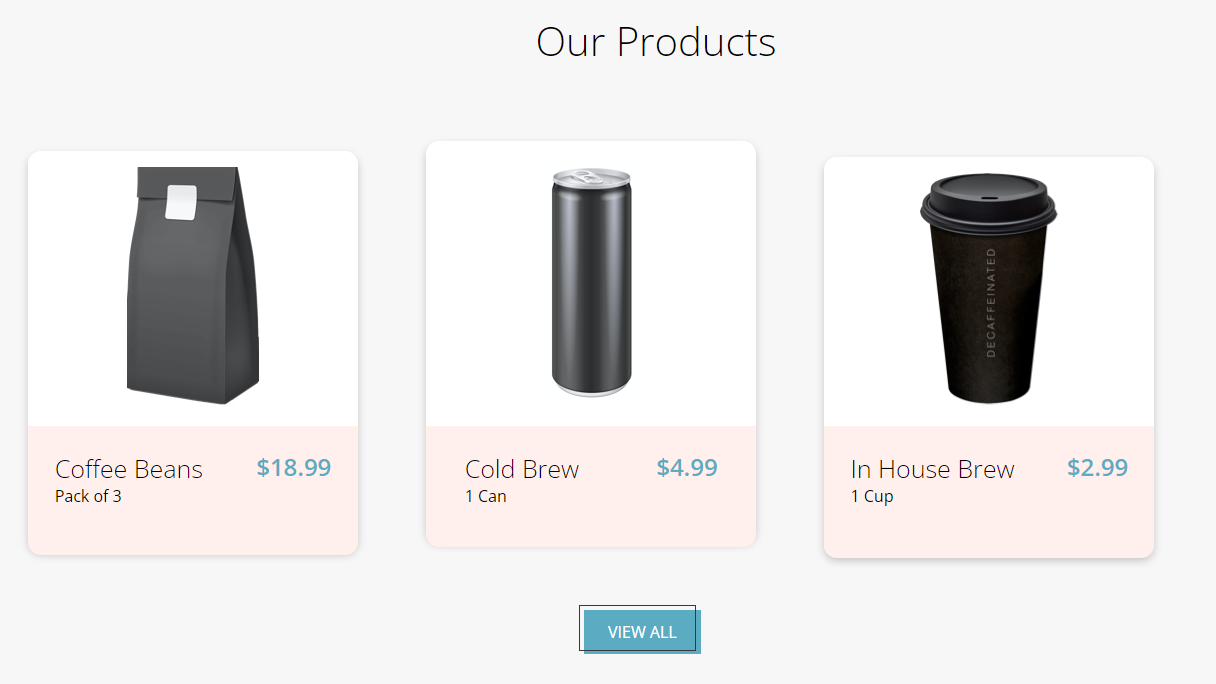 Our Products
DECAFFEINATED
Coffee Beans $18.99
Pack of 3
Cold Brew $4.99
1 Can
In House Brew $2.99
1 Cup
VIEW ALL